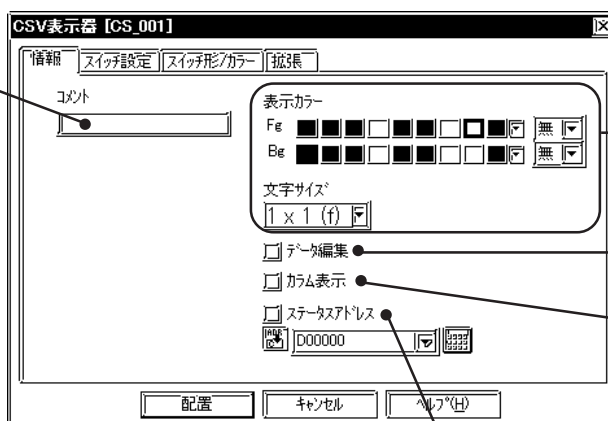 CSV表示器 [CS_001]
情報 スイッチ設定 スイッチ形/カラー 拡張
コメント
表示カラー
Fg 無
Bg 無
文字サイズ
1 x 1 (f)
データ編集
カラム表示
ステータスアドレス
D00000
配置 キャンセル ヘルプ(H)